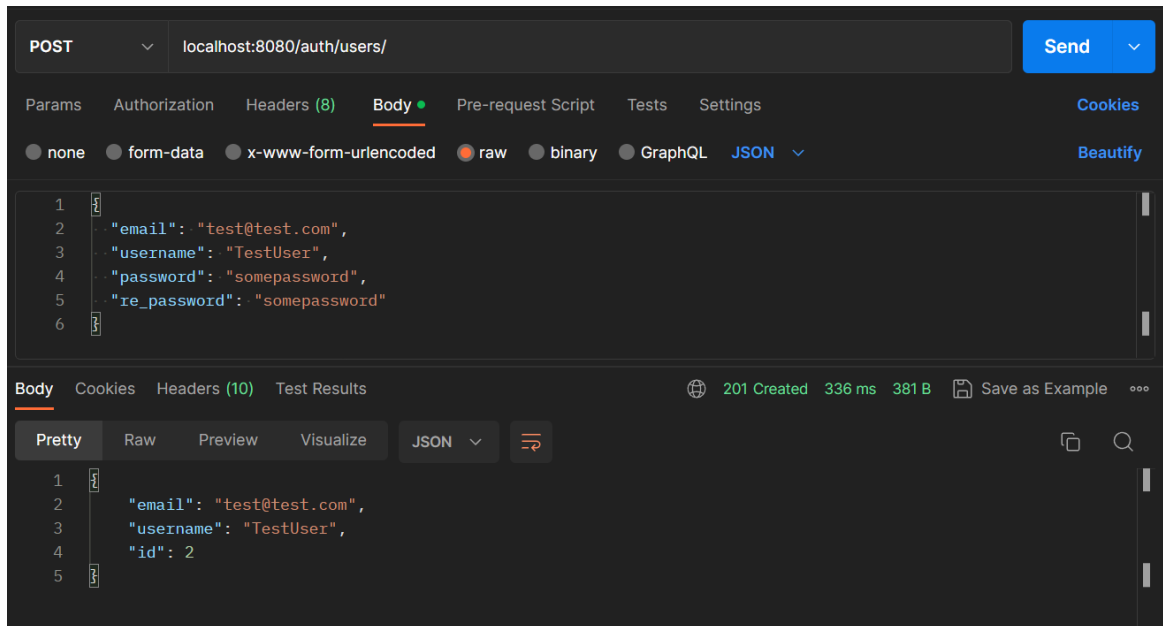 POST localhost:8080/auth/users/ Send
Params Authorization Headers (8) Body Pre-request Script Tests Settings Cookies
none form-data x-www-form-urlencoded raw binary GraphQL JSON Beautify
1 {
2 "email": "test@test.com",
3 "username": "TestUser",
4 "password": "somepassword",
5 "re_password": "somepassword"
6 }
Body Cookies Headers (10) Test Results 201 Created 336 ms 381 B Save as Example
Pretty Raw Preview Visualize JSON
1 {
2 "email": "test@test.com",
3 "username": "TestUser",
4 "id": 2
5 }